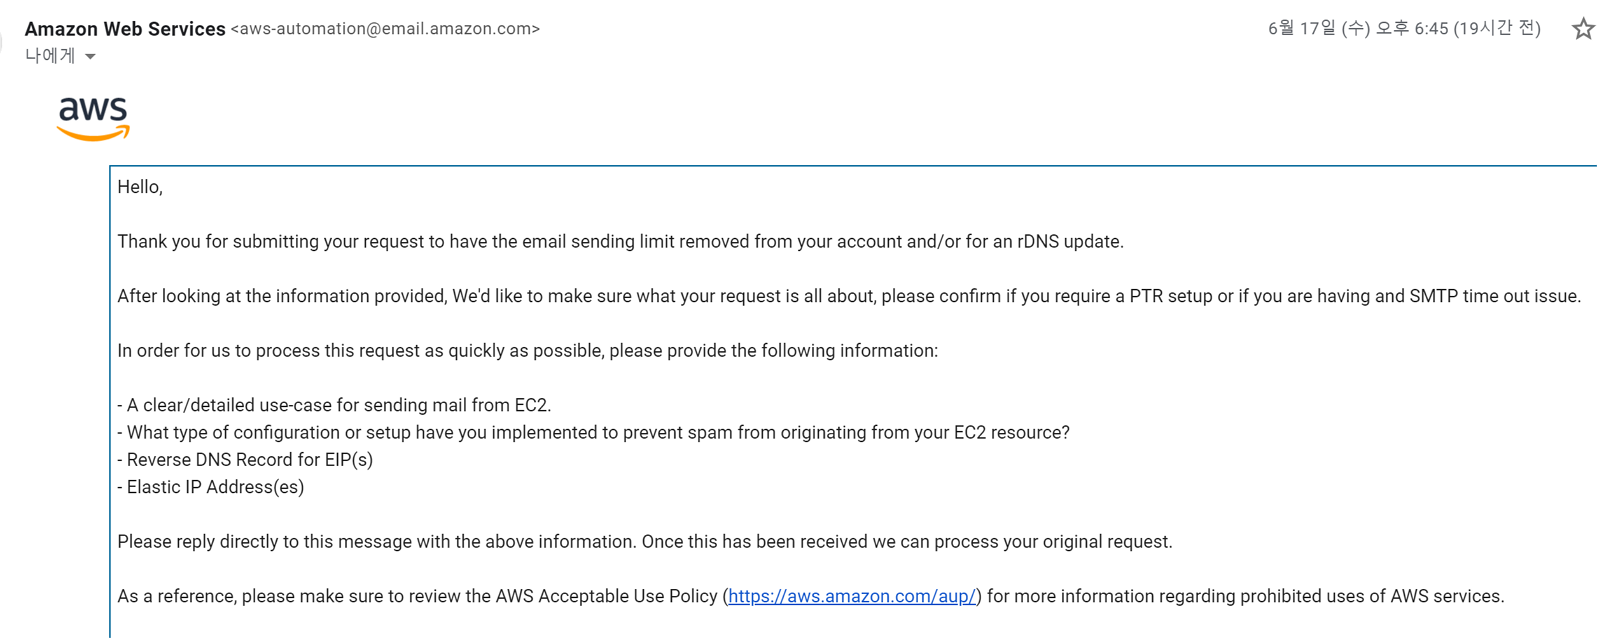 Amazon Web Services <aws-automation@email.amazon.com>
6월 17일 (수) 오후 6:45 (19시간 전)
나에게
aws
Hello,
Thank you for submitting your request to have the email sending limit removed from your account and/or for an rDNS update.
After looking at the information provided, We'd like to make sure what your request is all about, please confirm if you require a PTR setup or if you are having and SMTP time out issue.
In order for us to process this request as quickly as possible, please provide the following information:
- A clear/detailed use-case for sending mail from EC2.
- What type of configuration or setup have you implemented to prevent spam from originating from your EC2 resource?
- Reverse DNS Record for EIP(s)
- Elastic IP Address(es)
Please reply directly to this message with the above information. Once this has been received we can process your original request.
As a reference, please make sure to review the AWS Acceptable Use Policy (https://aws.amazon.com/aup/) for more information regarding prohibited uses of AWS services.